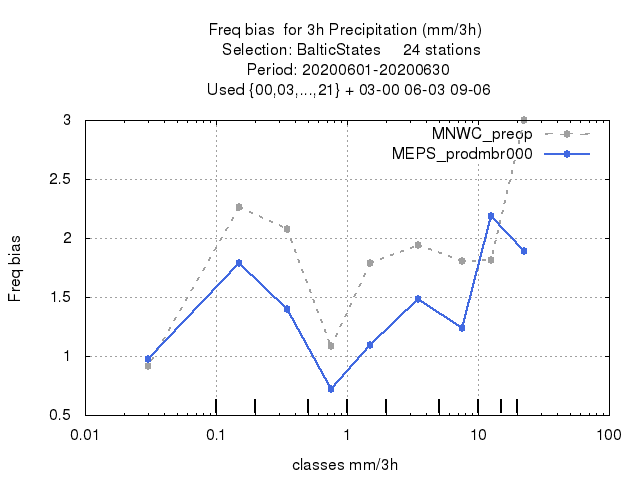 Freq bias  for 3h Precipitation (mm/3h)
Selection: BalticStates     24 stations
Period: 20200601-20200630
Used {00,03,...,21} + 03-00 06-03 09-06
MNWC_preop
MEPS_prodmbr000
3
2.5
2
1.5
1
0.5
Freq bias
0.01
0.1
1
10
100
classes mm/3h